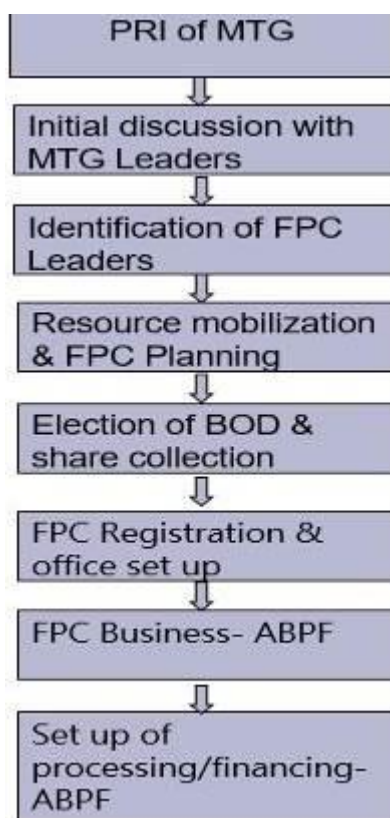 PRI of MTG
Initial discussion with
MTG Leaders
Identification of FPC
Leaders
Resource mobilization
& FPC Planning
Election of BOD &
share collection
FPC Registration &
office set up
FPC Business- ABPF
Set up of
processing/financing-
ABPF